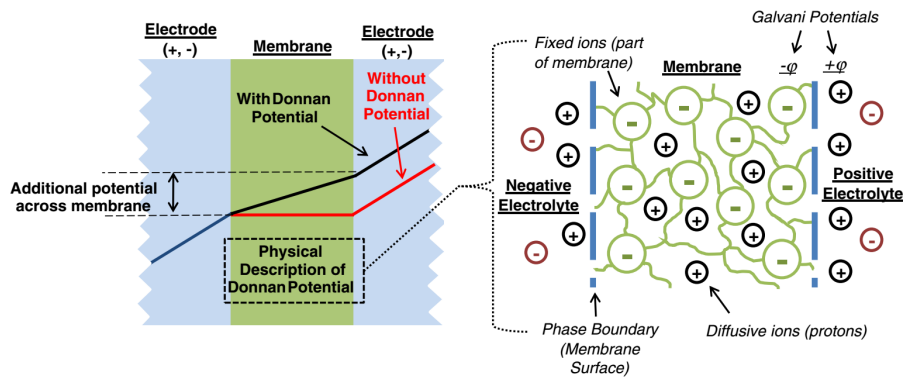 Electrode
(+, -)
Membrane
Electrode
(+,-)
With Donnan
Potential
Without
Donnan
Potential
Additional potential
across membrane
Physical
Description of
Donnan Potential
Galvani Potentials
Fixed ions (part
of membrane)
Membrane
-φ
+φ
Negative
Electrolyte
Positive
Electrolyte
+ + + + + + + + + + + + + + + +
- - - - - - - - - - - -
Phase Boundary
(Membrane
Surface)
Diffusive ions (protons)